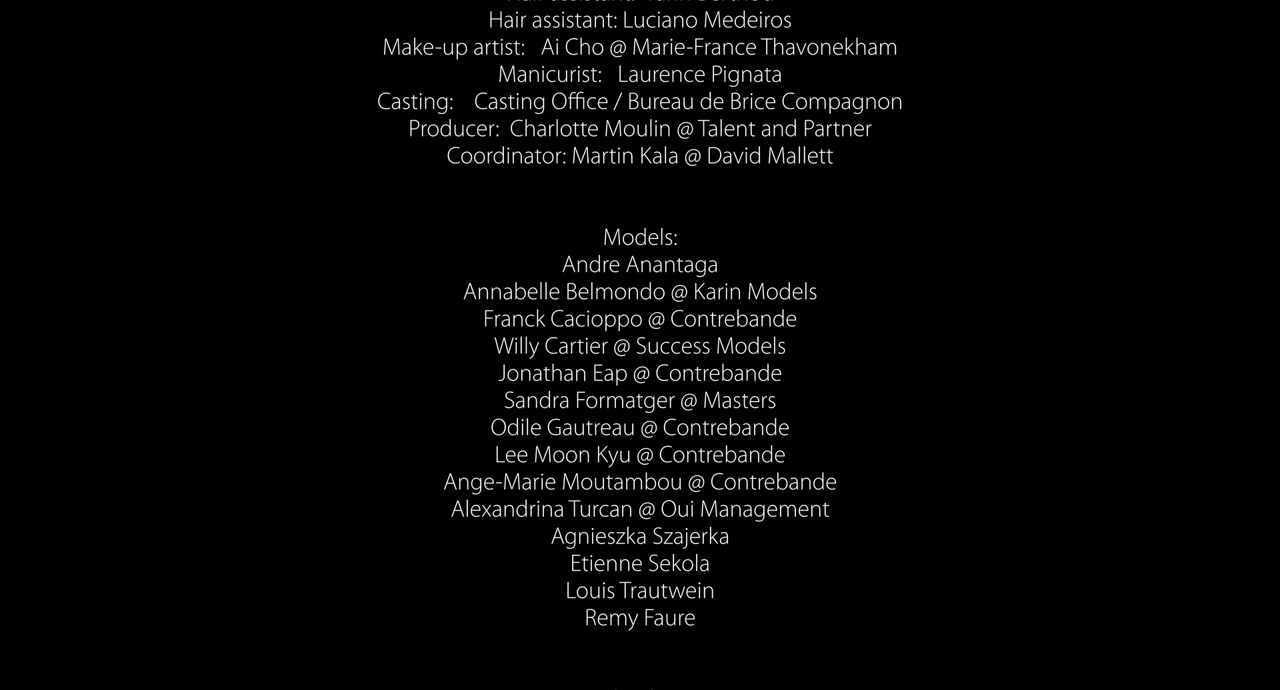 Hair assistant: Luciano Medeiros
Make-up artist: Ai Cho @ Marie-France Thavonekham
Manicurist: Laurence Pignata
Casting: Casting Office / Bureau de Brice Compagnon
Producer: Charlotte Moulin @ Talent and Partner
Coordinator: Martin Kala @ David Mallett
Models:
Andre Anantaga
Annabelle Belmondo @ Karin Models
Franck Cacioppo @ Contrebande
Willy Cartier @ Success Models
Jonathan Eap @ Contrebande
Sandra Formatger @ Masters
Odile Gautreau @ Contrebande
Lee Moon Kyu @ Contrebande
Ange-Marie Moutambou @ Contrebande
Alexandrina Turcan @ Oui Management
Agnieszka Szajerka
Etienne Sekola
Louis Trautwein
Remy Faure